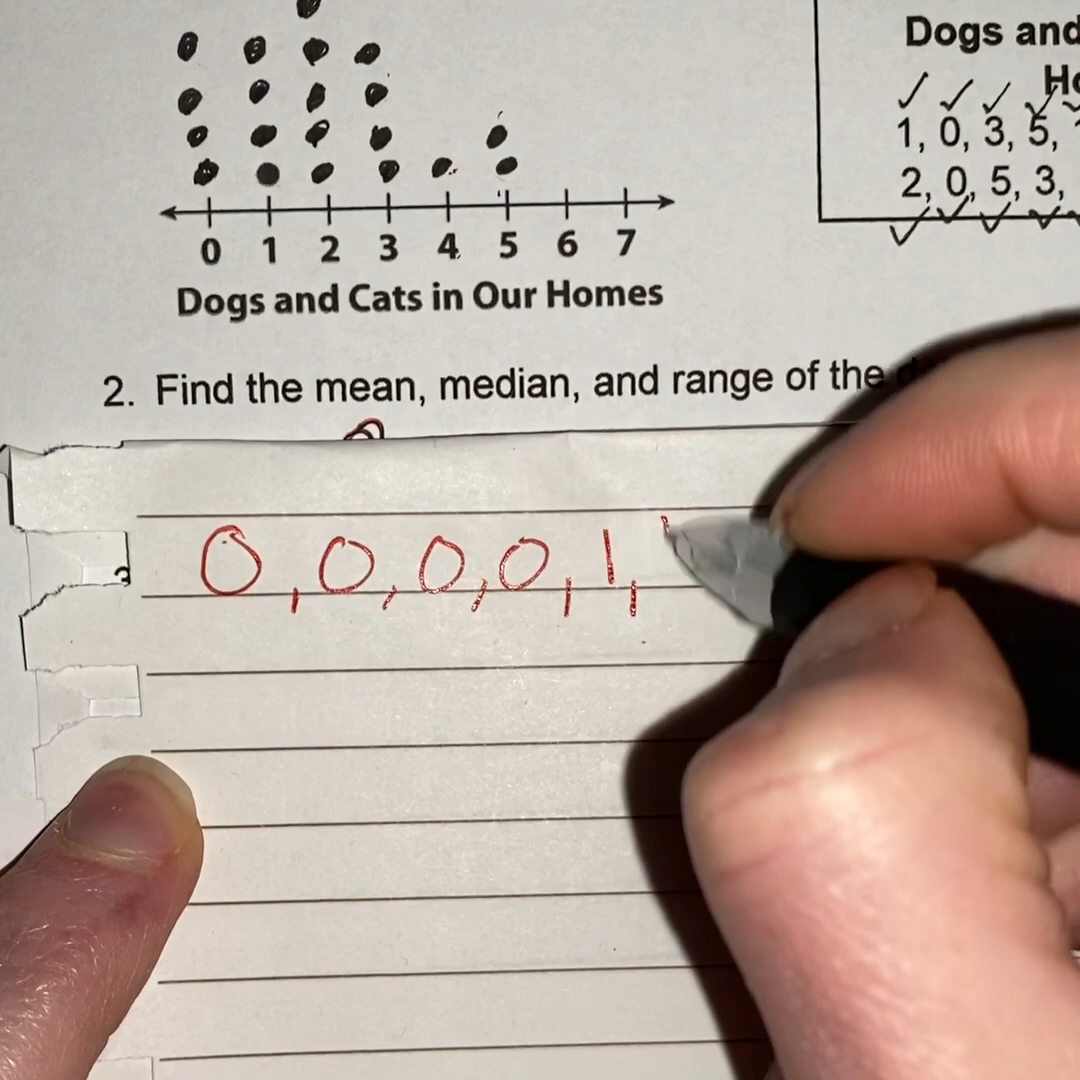 Dogs and
1, 0, 3, 5,
2, 0, 5, 3,
0 1 2 3 4 5 6 7
Dogs and Cats in Our Homes
2. Find the mean, median, and range of the
0, 0, 0, 0, 1,